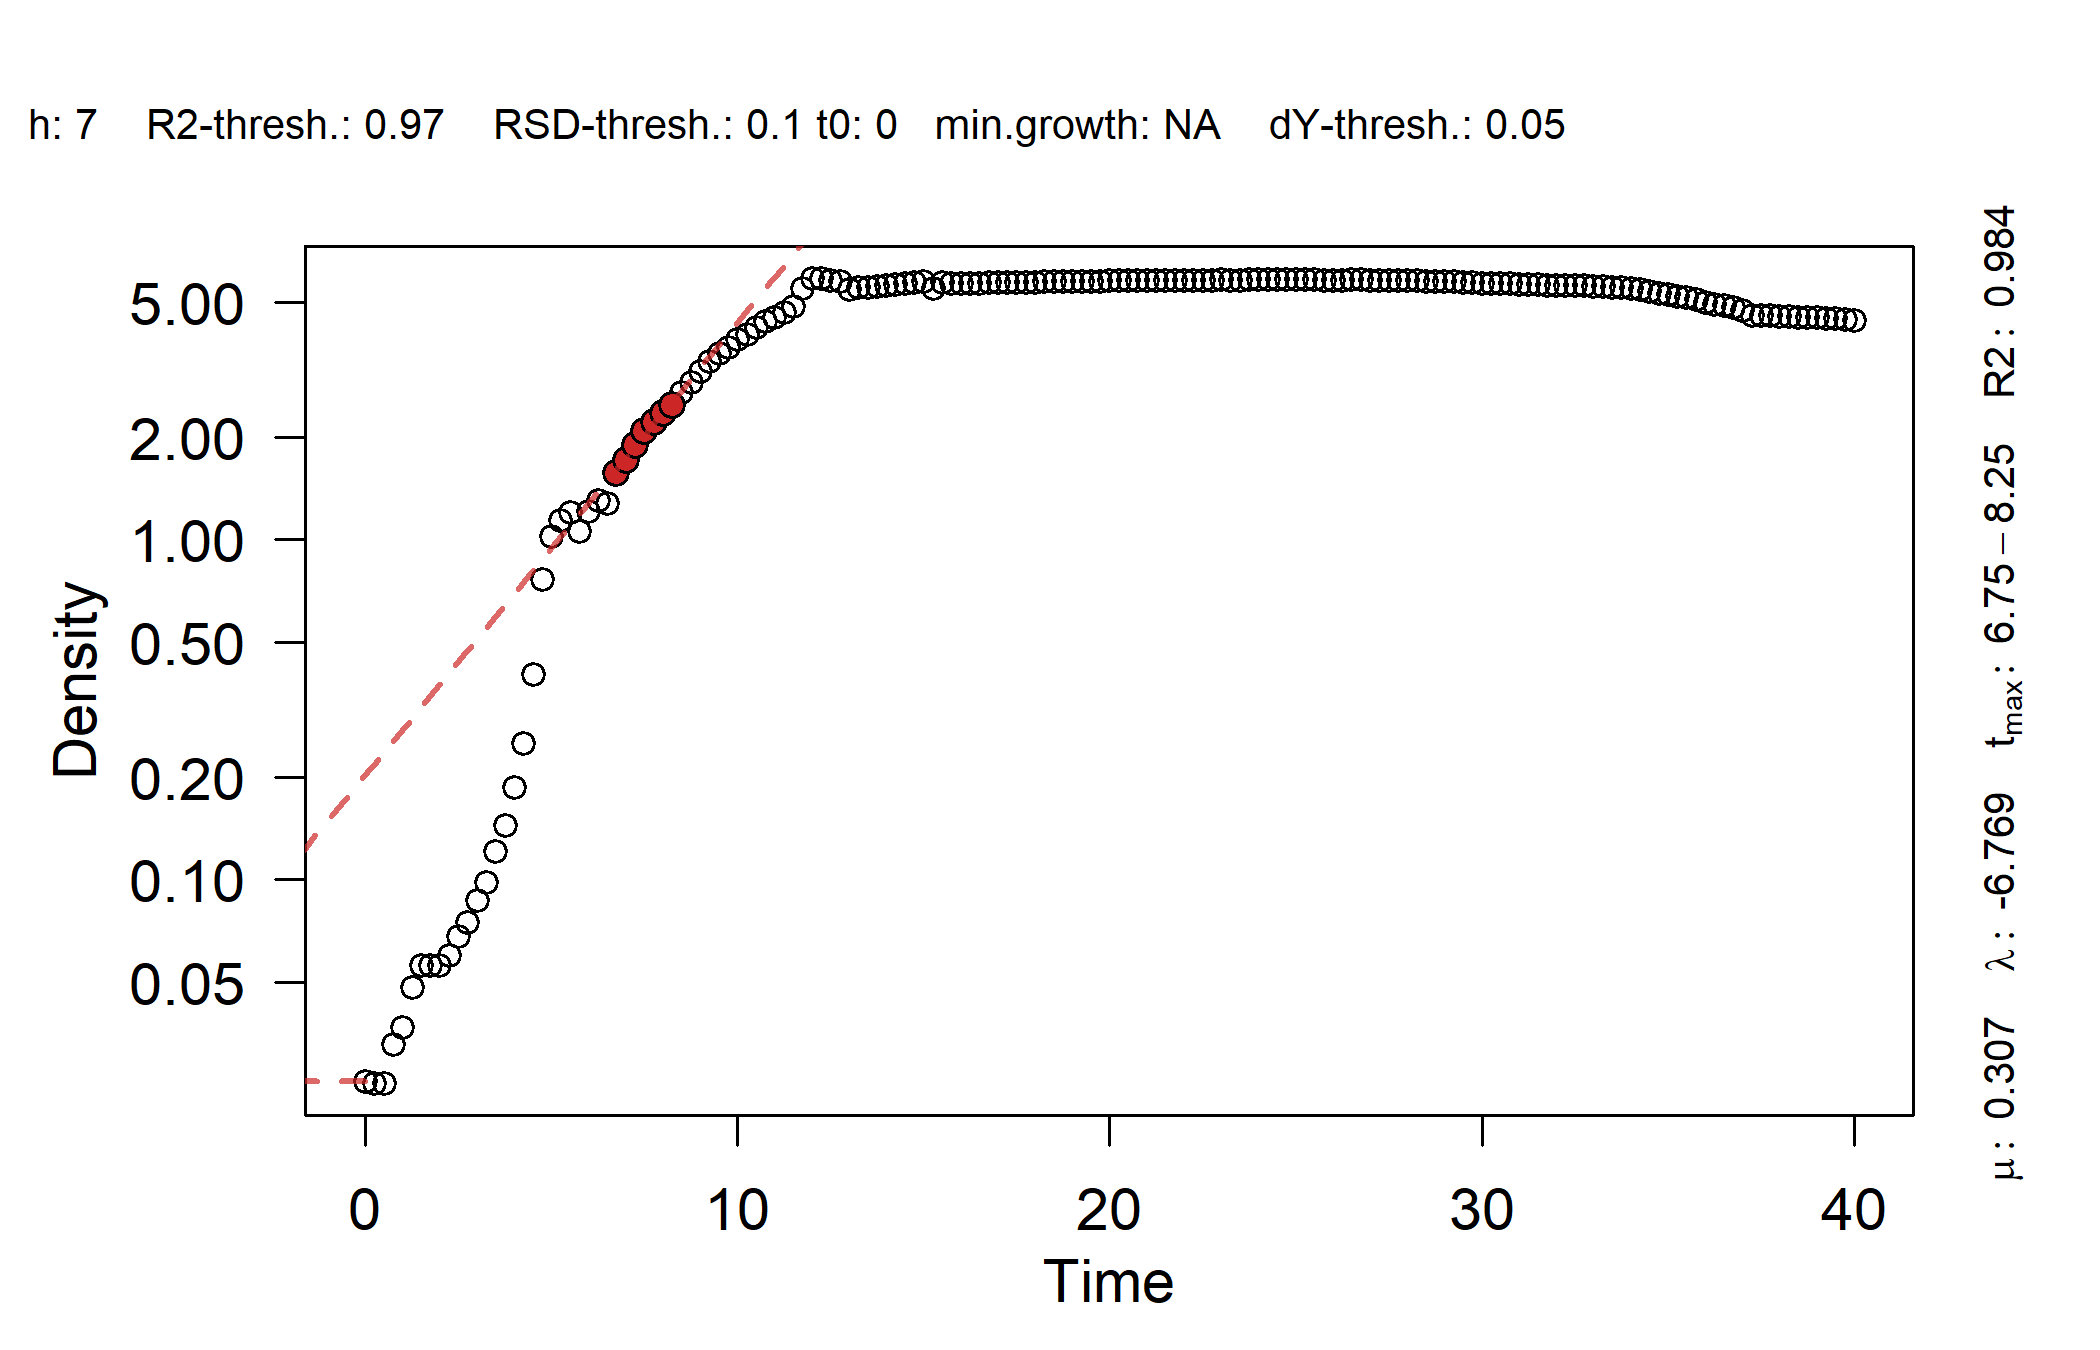 h: 7 R2-thresh.: 0.97 RSD-thresh.: 0.1 t0: 0 min.growth: NA dY-thresh.: 0.05
Density
5.00
2.00
1.00
0.50
0.20
0.10
0.05
0 10 20 30 40
Time
μ: 0.307 λ: -6.769 tmax: 6.75−8.25 R2: 0.984